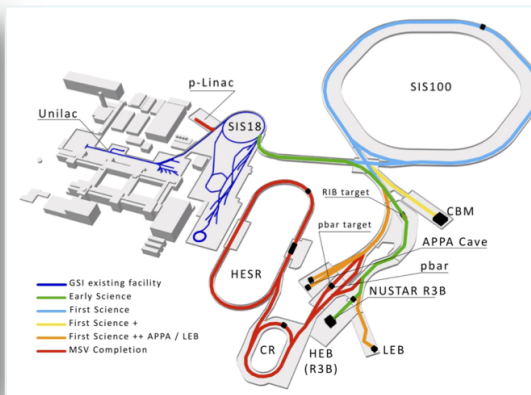 p-Linac
Unilac
SIS18
SIS100
RIB target
CBM
pbar target
APPA Cave
HESR
pbar
NUSTAR R3B
CR
HEB
(R3B)
LEB
GSI existing facility
Early Science
First Science
First Science +
First Science ++ APPA / LEB
MSV Completion